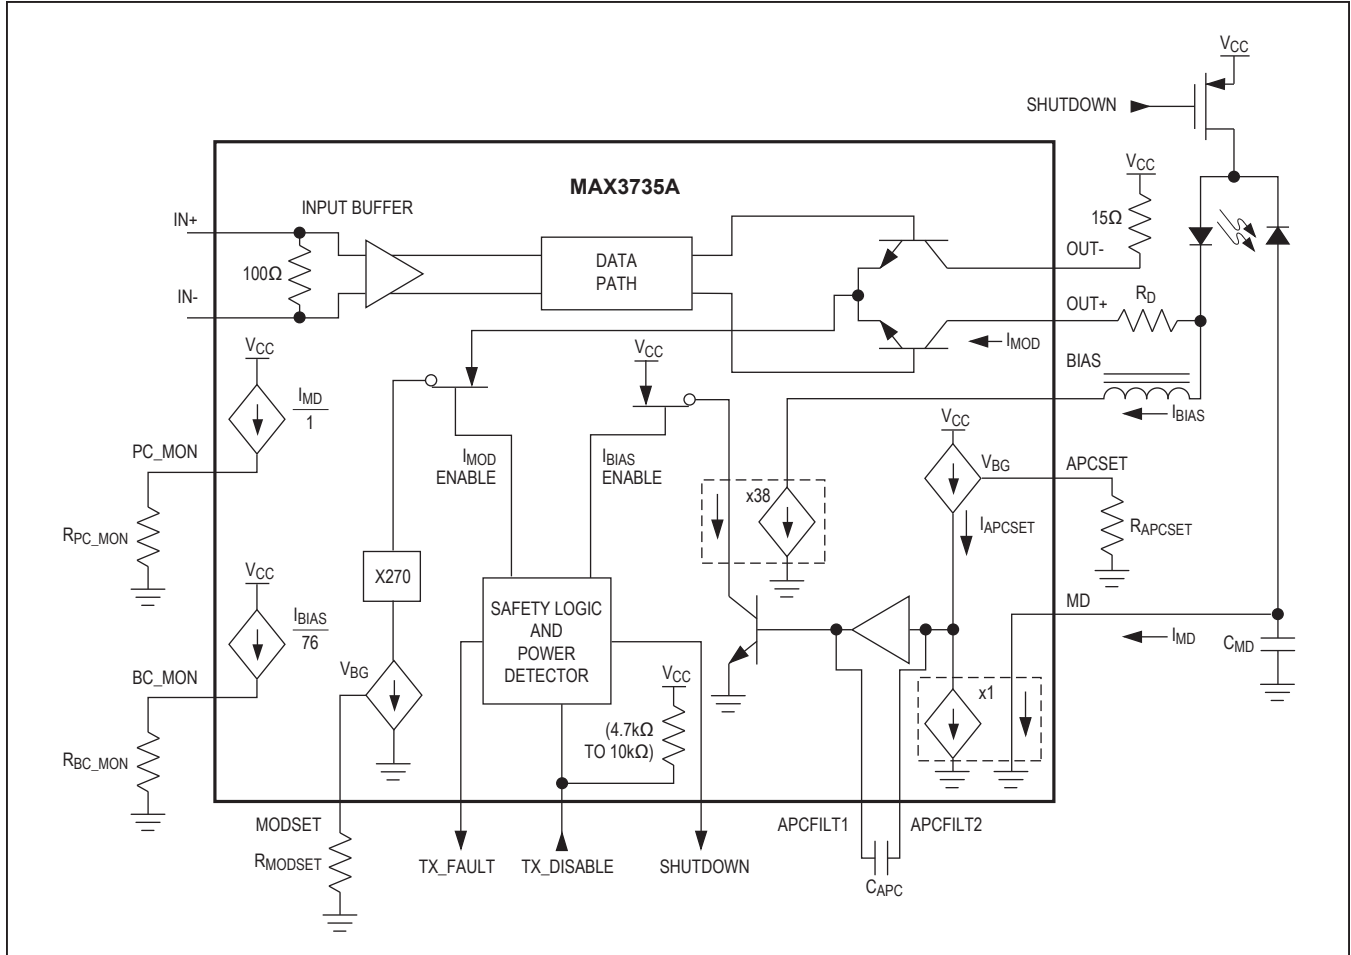 VCC
SHUTDOWN
MAX3735A
VCC
INPUT BUFFER
IN+
15Ω
100Ω
DATA
PATH
OUT-
IN-
RD
OUT+
IMOD
VCC
VCC
BIAS
IMD
1
IBIAS
VCC
PC_MON
IMOD
ENABLE
IBIAS
ENABLE
VBG
APCSET
x38
RPC_MON
IAPCSET
RAPCSET
VCC
X270
MD
SAFETY LOGIC
AND
POWER
DETECTOR
IBIAS
76
IMD
CMD
BC_MON
VBG
VCC
x1
(4.7kΩ
TO 10kΩ)
RBC_MON
MODSET
APCFILT1
APCFILT2
RMODSET
TX_FAULT
TX_DISABLE
SHUTDOWN
CAPC